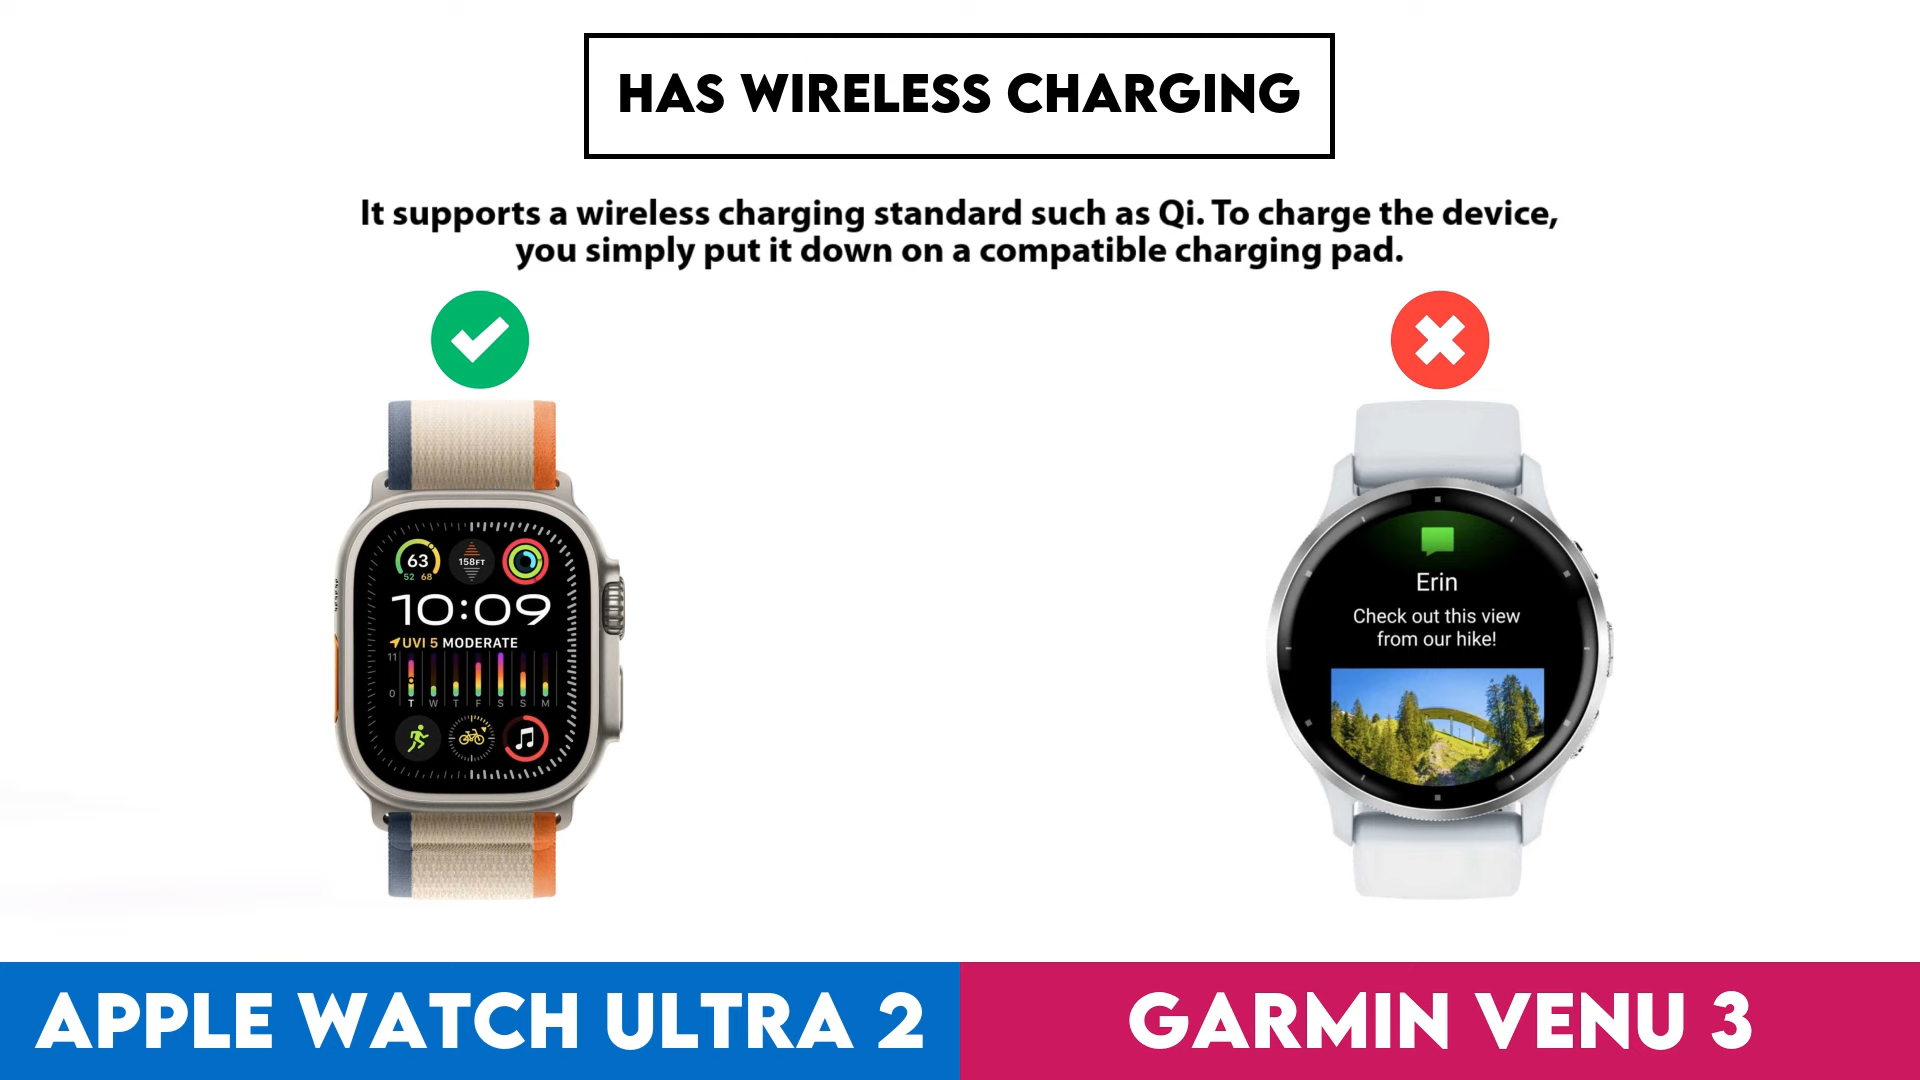 HAS WIRELESS CHARGING
It supports a wireless charging standard such as Qi. To charge the device,
you simply put it down on a compatible charging pad.
63
52 68
158FT
10:09
UVI 5 MODERATE
11
0
T W T F S S M
Erin
Check out this view
from our hike!
APPLE WATCH ULTRA 2
GARMIN VENU 3